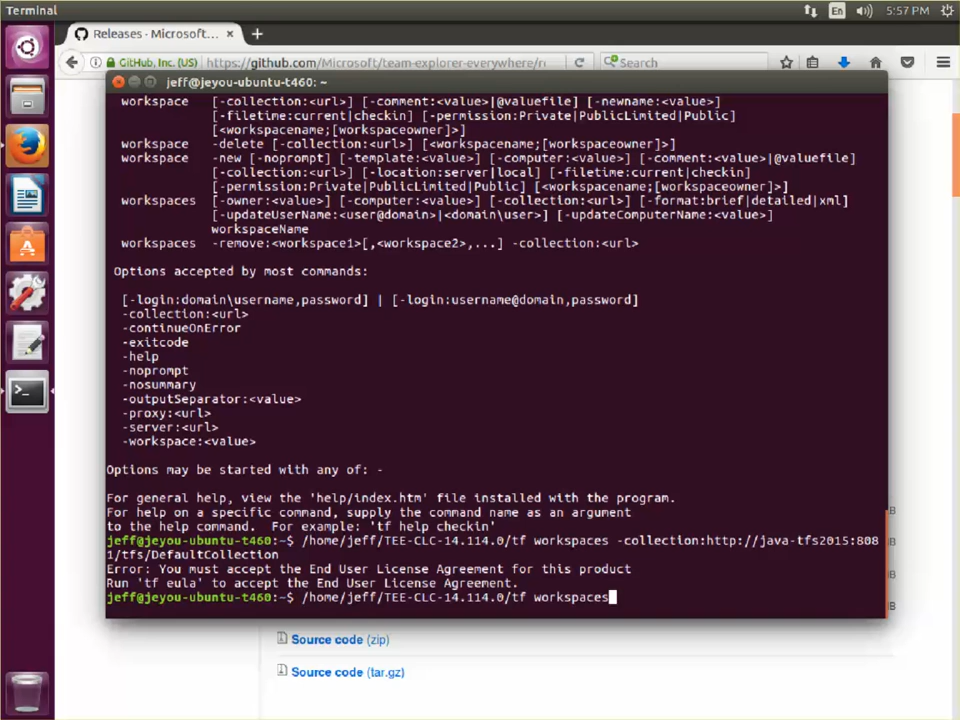 Terminal
En
5:57 PM
Releases · Microsoft... ×
GitHub, Inc. (US)
https://github.com/Microsoft/team-explorer-everywhere/r
Search
jeff@jeyou-ubuntu-t460: ~
workspace [-collection:<url>] [-comment:<value>|@valuefile] [-newname:<value>]
[-filetime:current|checkin] [-permission:Private|PublicLimited|Public]
[<workspacename;[workspaceowner]>]
workspace -delete [-collection:<url>] [<workspacename;[workspaceowner]>]
workspace -new [-noprompt] [-template:<value>] [-computer:<value>] [-comment:<value>|@valuefile]
[-collection:<url>] [-location:server|local] [-filetime:current|checkin]
[-permission:Private|PublicLimited|Public] [<workspacename;[workspaceowner]>]
workspaces [-owner:<value>] [-computer:<value>] [-collection:<url>] [-format:brief|detailed|xml]
[-updateUserName:<user@domain>|<domain\user>] [-updateComputerName:<value>]
workspaceName
workspaces -remove:<workspace1>[,<workspace2>,...] -collection:<url>
Options accepted by most commands:
[-login:domain\username,password] | [-login:username@domain,password]
-collection:<url>
-continueOnError
-exitcode
-help
-noprompt
-nosummary
-outputSeparator:<value>
-proxy:<url>
-server:<url>
-workspace:<value>
Options may be started with any of: -
For general help, view the 'help/index.htm' file installed with the program.
For help on a specific command, supply the command name as an argument
to the help command.  For example: 'tf help checkin'
jeff@jeyou-ubuntu-t460:~$ /home/jeff/TEE-CLC-14.114.0/tf workspaces -collection:http://java-tfs2015:808
1/tfs/DefaultCollection
Error: You must accept the End User License Agreement for this product
Run 'tf eula' to accept the End User License Agreement.
jeff@jeyou-ubuntu-t460:~$ /home/jeff/TEE-CLC-14.114.0/tf workspaces
B
B
B
B
Source code (zip)
Source code (tar.gz)